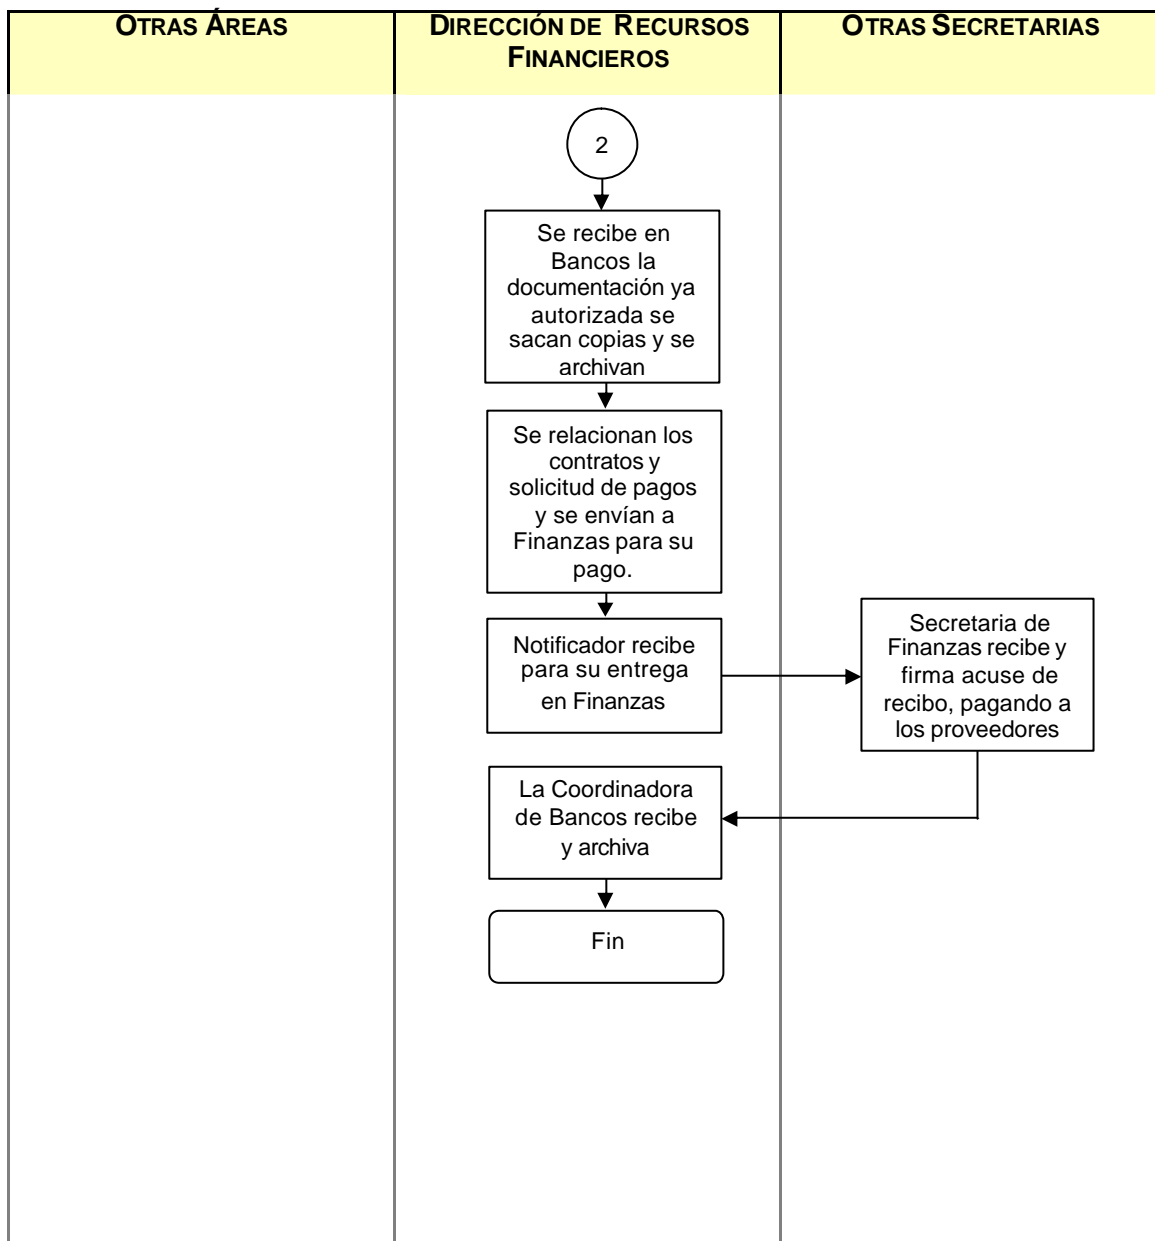 OTRAS ÁREAS
DIRECCIÓN DE RECURSOS
FINANCIEROS
OTRAS SECRETARIAS
2
Se recibe en
Bancos la
documentación ya
autorizada se
sacan copias y se
archivan
Se relacionan los
contratos y
solicitud de pagos
y se envían a
Finanzas para su
pago.
Notificador recibe
para su entrega
en Finanzas
Secretaria de
Finanzas recibe y
firma acuse de
recibo, pagando a
los proveedores
La Coordinadora
de Bancos recibe
y archiva
Fin